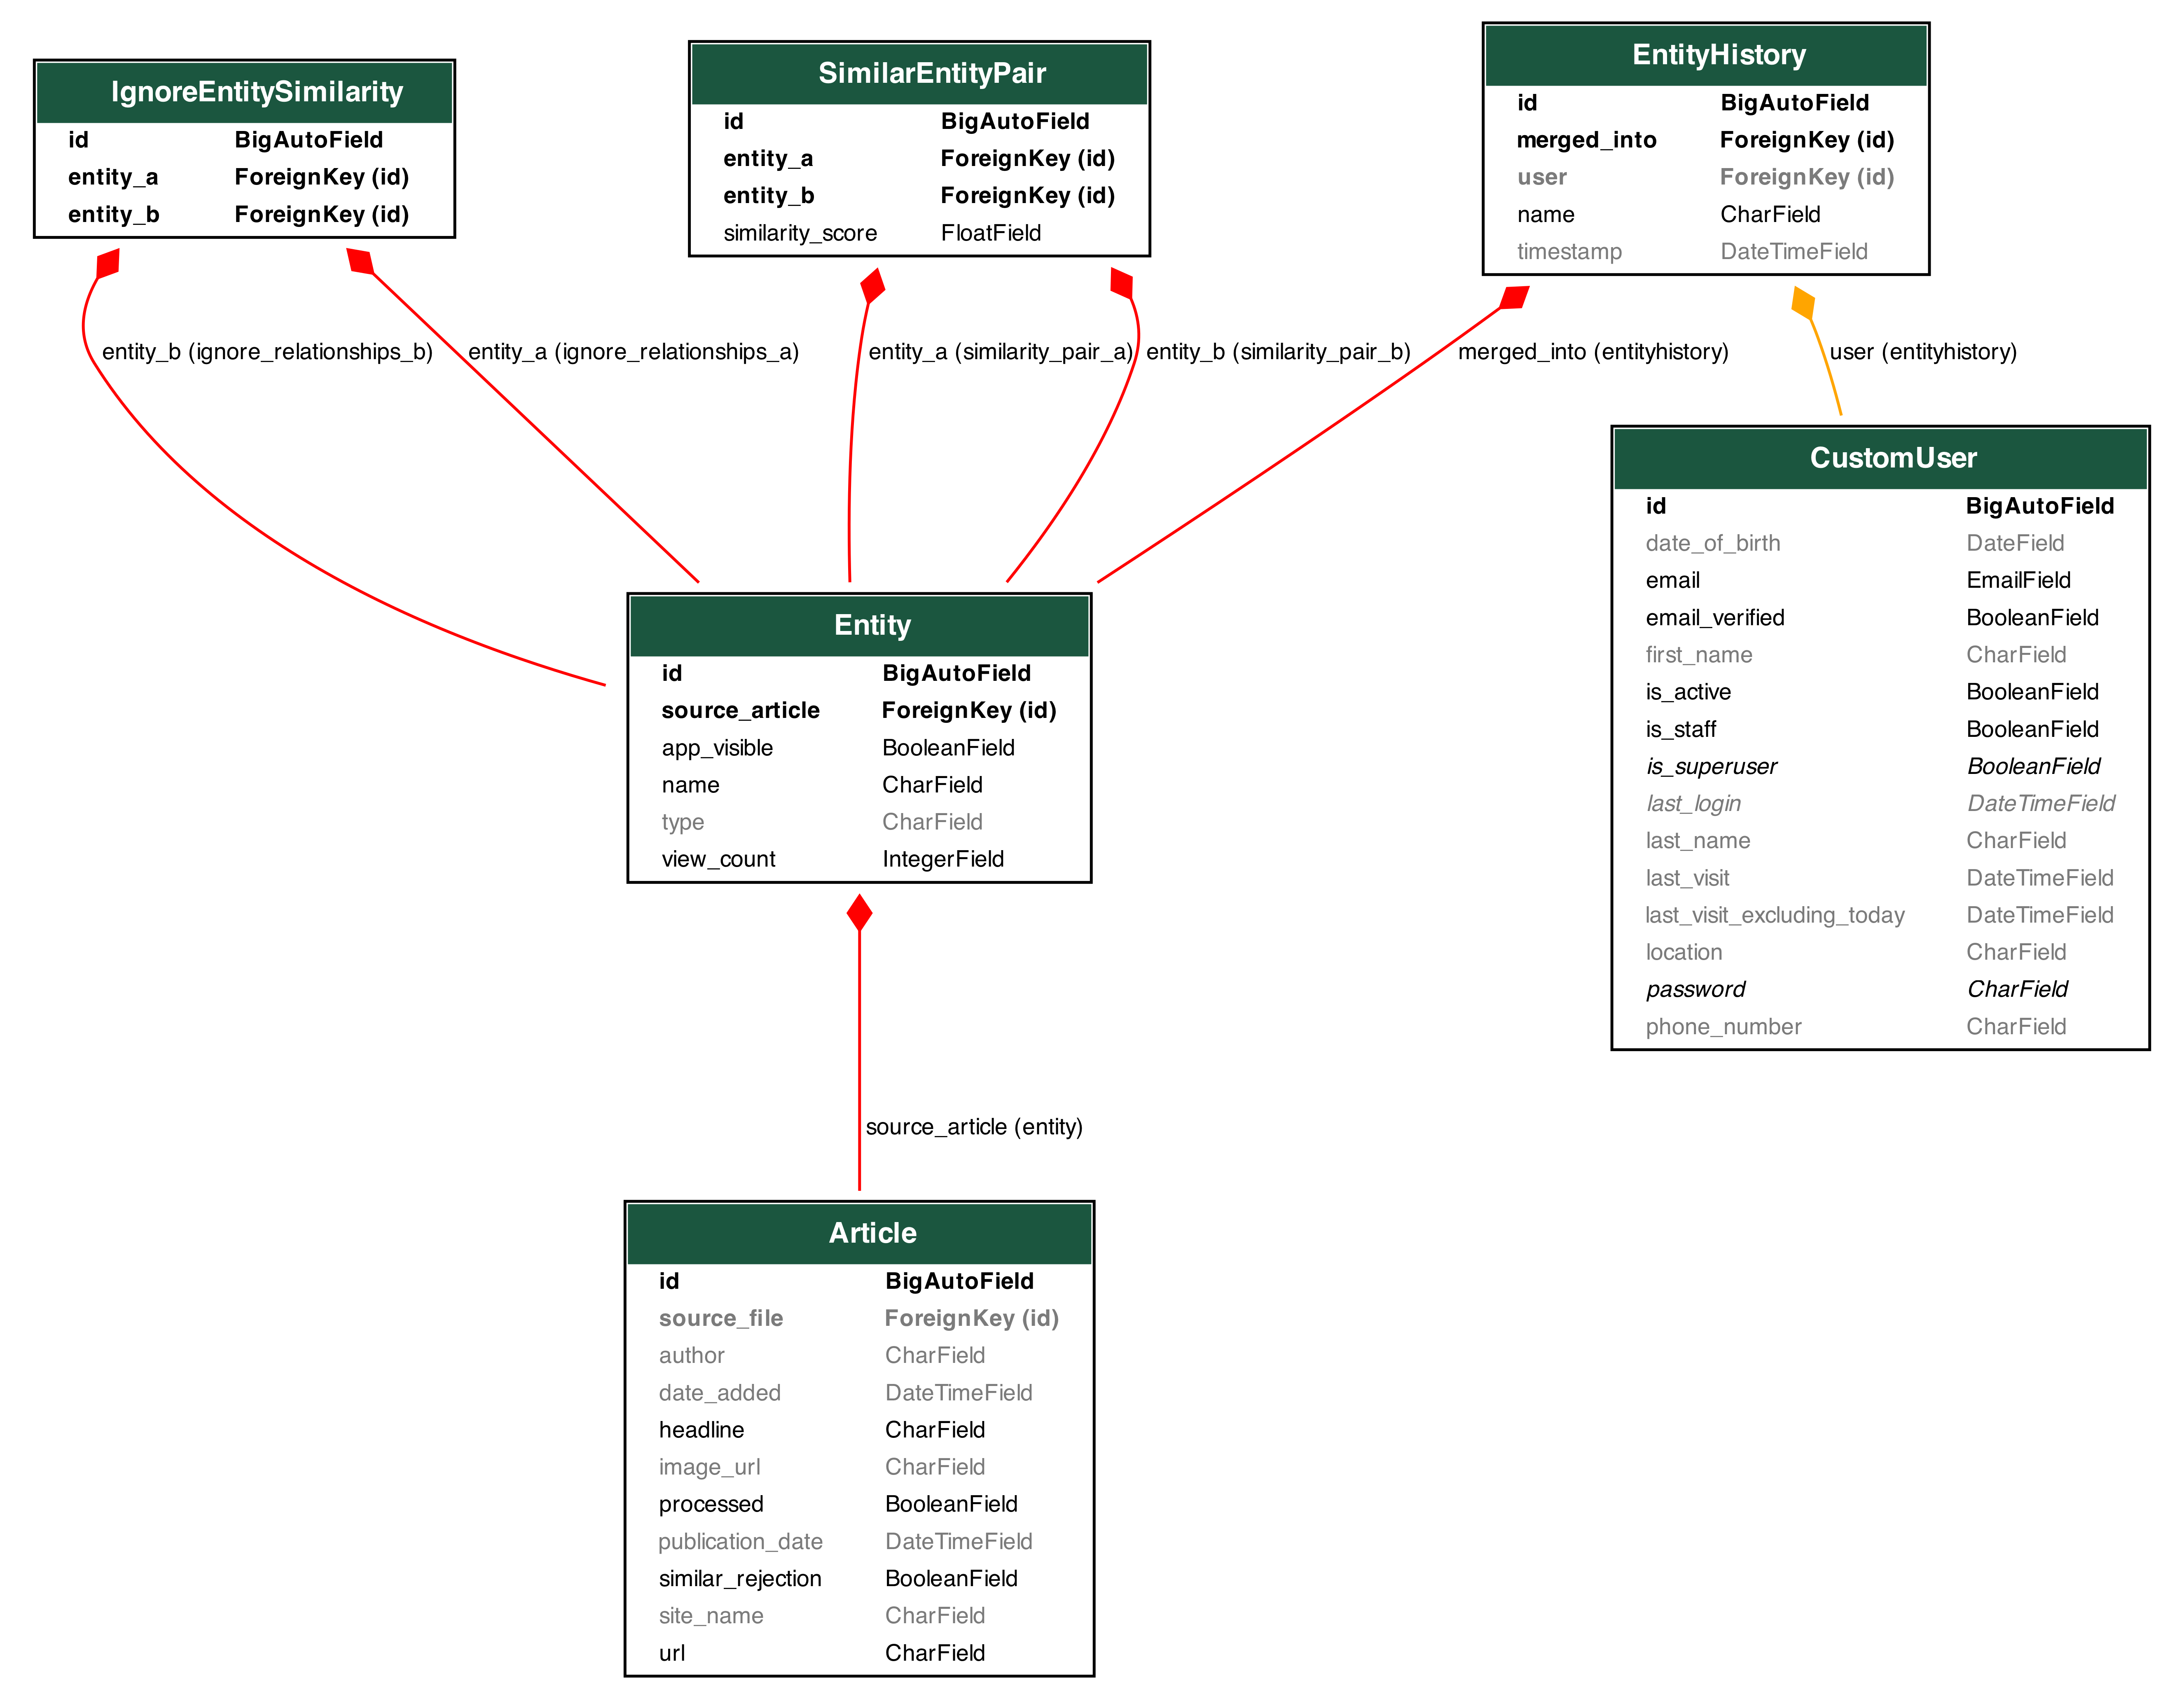 IgnoreEntitySimilarity
id BigAutoField
entity_a ForeignKey (id)
entity_b ForeignKey (id)
SimilarEntityPair
id BigAutoField
entity_a ForeignKey (id)
entity_b ForeignKey (id)
similarity_score FloatField
EntityHistory
id BigAutoField
merged_into ForeignKey (id)
user ForeignKey (id)
name CharField
timestamp DateTimeField
entity_b (ignore_relationships_b)
entity_a (ignore_relationships_a)
entity_a (similarity_pair_a)
entity_b (similarity_pair_b)
merged_into (entityhistory)
user (entityhistory)
CustomUser
id BigAutoField
date_of_birth DateField
email EmailField
email_verified BooleanField
first_name CharField
is_active BooleanField
is_staff BooleanField
is_superuser BooleanField
last_login DateTimeField
last_name CharField
last_visit DateTimeField
last_visit_excluding_today DateTimeField
location CharField
password CharField
phone_number CharField
Entity
id BigAutoField
source_article ForeignKey (id)
app_visible BooleanField
name CharField
type CharField
view_count IntegerField
source_article (entity)
Article
id BigAutoField
source_file ForeignKey (id)
author CharField
date_added DateTimeField
headline CharField
image_url CharField
processed BooleanField
publication_date DateTimeField
similar_rejection BooleanField
site_name CharField
url CharField